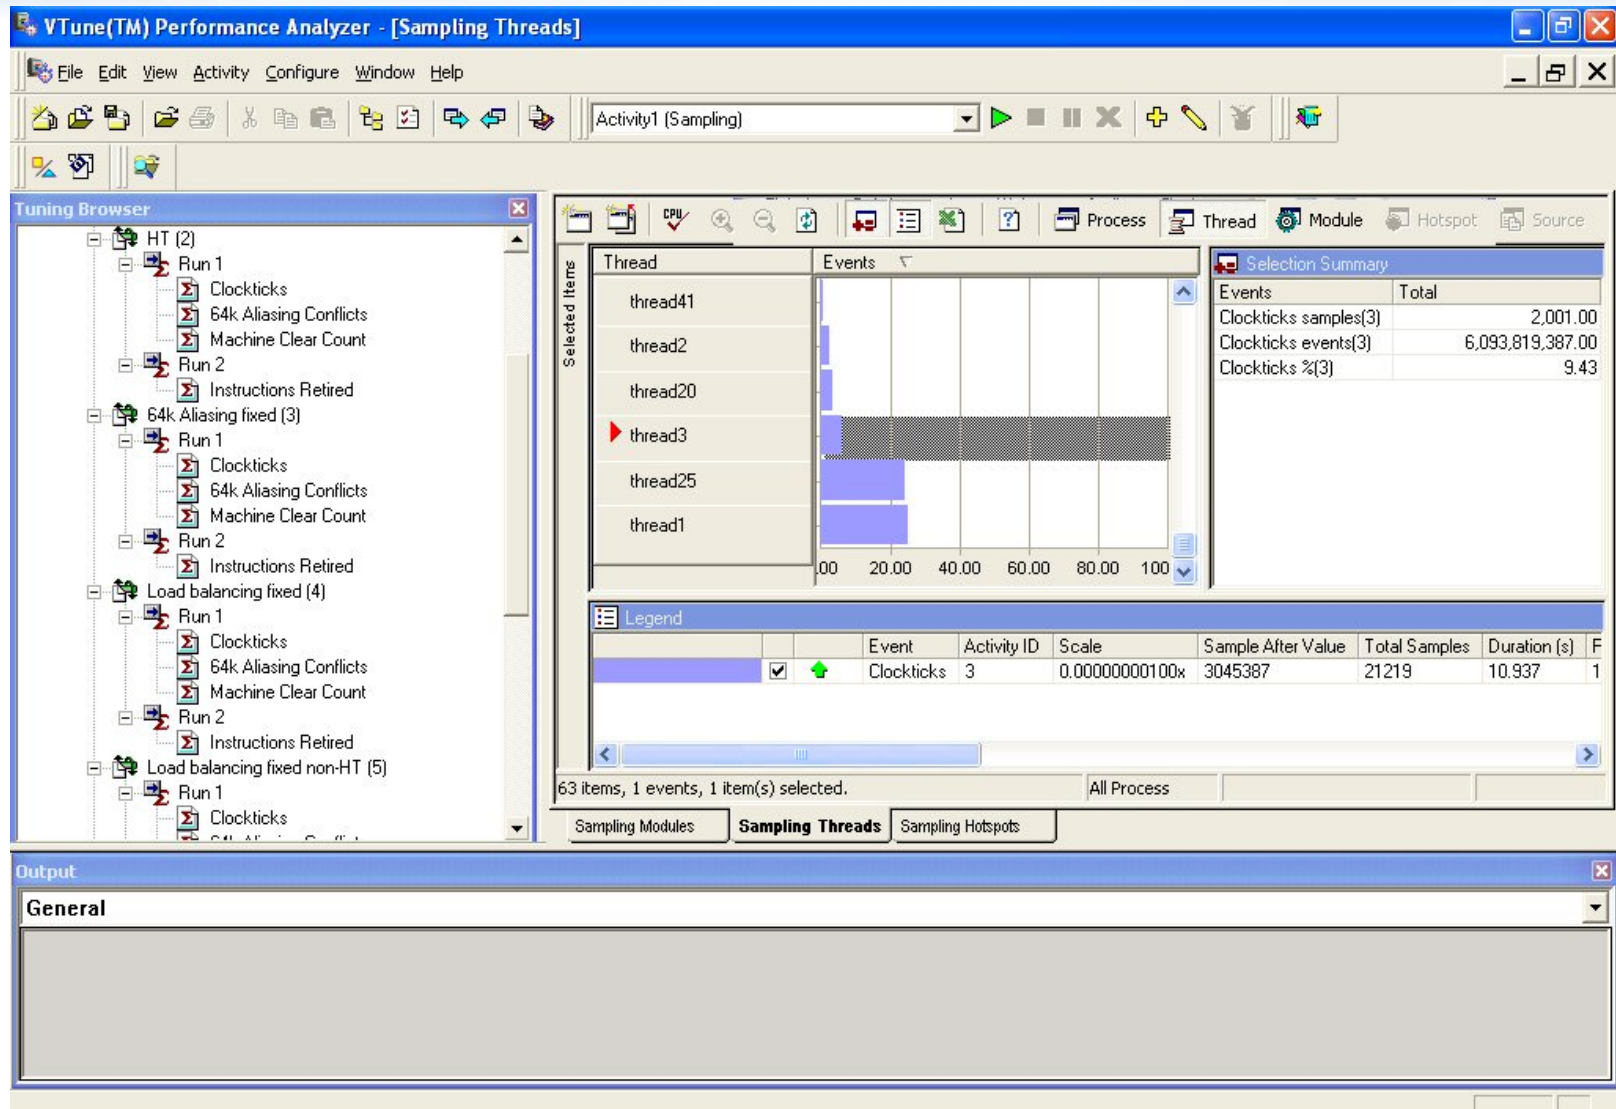 VTune(TM) Performance Analyzer - [Sampling Threads]
File Edit View Activity Configure Window Help
Activity1 (Sampling)
Tuning Browser
HT (2)
Run 1
Clockticks
64k Aliasing Conflicts
Machine Clear Count
Run 2
Instructions Retired
64k Aliasing fixed (3)
Run 1
Clockticks
64k Aliasing Conflicts
Machine Clear Count
Run 2
Instructions Retired
Load balancing fixed (4)
Run 1
Clockticks
64k Aliasing Conflicts
Machine Clear Count
Run 2
Instructions Retired
Load balancing fixed non-HT (5)
Run 1
Clockticks
CPU Process Thread Module Hotspot Source
Selected Items
Thread Events
thread41
thread2
thread20
thread3
thread25
thread1
.00 20.00 40.00 60.00 80.00 100
Selection Summary
Events Total
Clockticks samples(3) 2,001.00
Clockticks events(3) 6,093,819,387.00
Clockticks %(3) 9.43
Legend
Event Activity ID Scale Sample After Value Total Samples Duration (s) F
Clockticks 3 0.00000000100x 3045387 21219 10.937 1
63 items, 1 events, 1 item(s) selected. All Process
Sampling Modules Sampling Threads Sampling Hotspots
Output
General